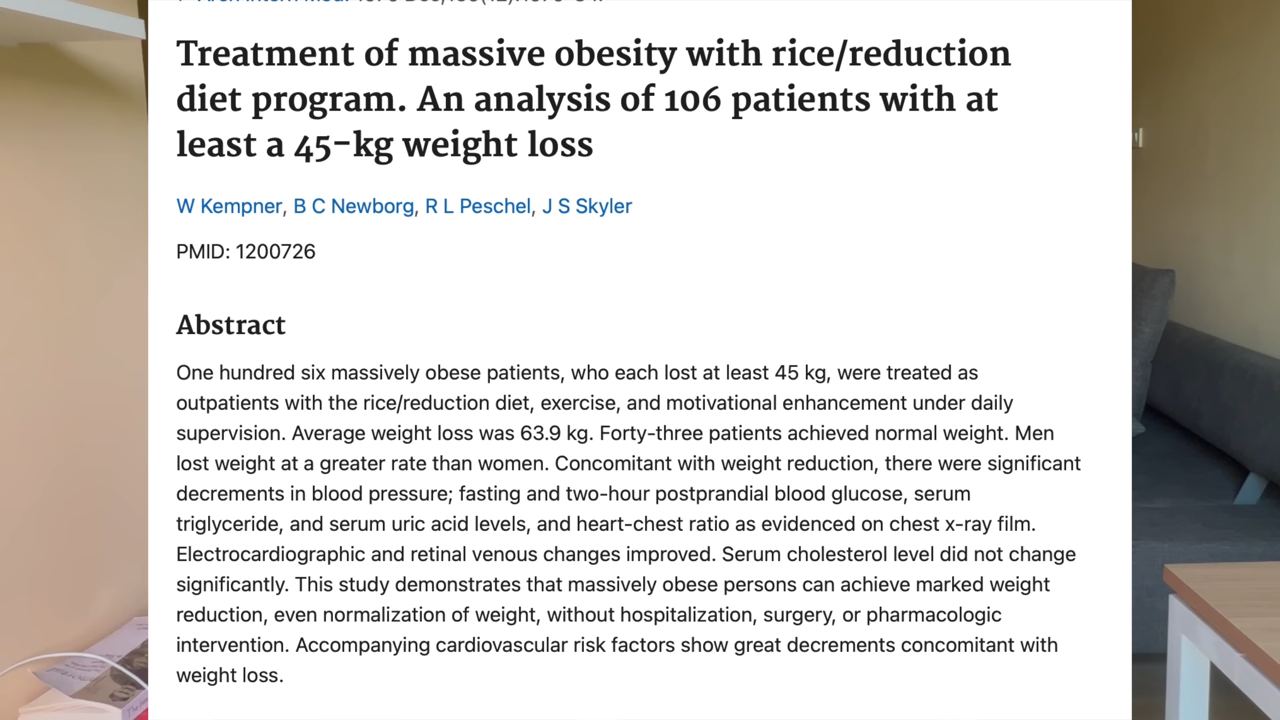 Treatment of massive obesity with rice/reduction
diet program. An analysis of 106 patients with at
least a 45-kg weight loss
W Kempner, B C Newborg, R L Peschel, J S Skyler
PMID: 1200726
Abstract
One hundred six massively obese patients, who each lost at least 45 kg, were treated as
outpatients with the rice/reduction diet, exercise, and motivational enhancement under daily
supervision. Average weight loss was 63.9 kg. Forty-three patients achieved normal weight. Men
lost weight at a greater rate than women. Concomitant with weight reduction, there were significant
decrements in blood pressure; fasting and two-hour postprandial blood glucose, serum
triglyceride, and serum uric acid levels, and heart-chest ratio as evidenced on chest x-ray film.
Electrocardiographic and retinal venous changes improved. Serum cholesterol level did not change
significantly. This study demonstrates that massively obese persons can achieve marked weight
reduction, even normalization of weight, without hospitalization, surgery, or pharmacologic
intervention. Accompanying cardiovascular risk factors show great decrements concomitant with
weight loss.